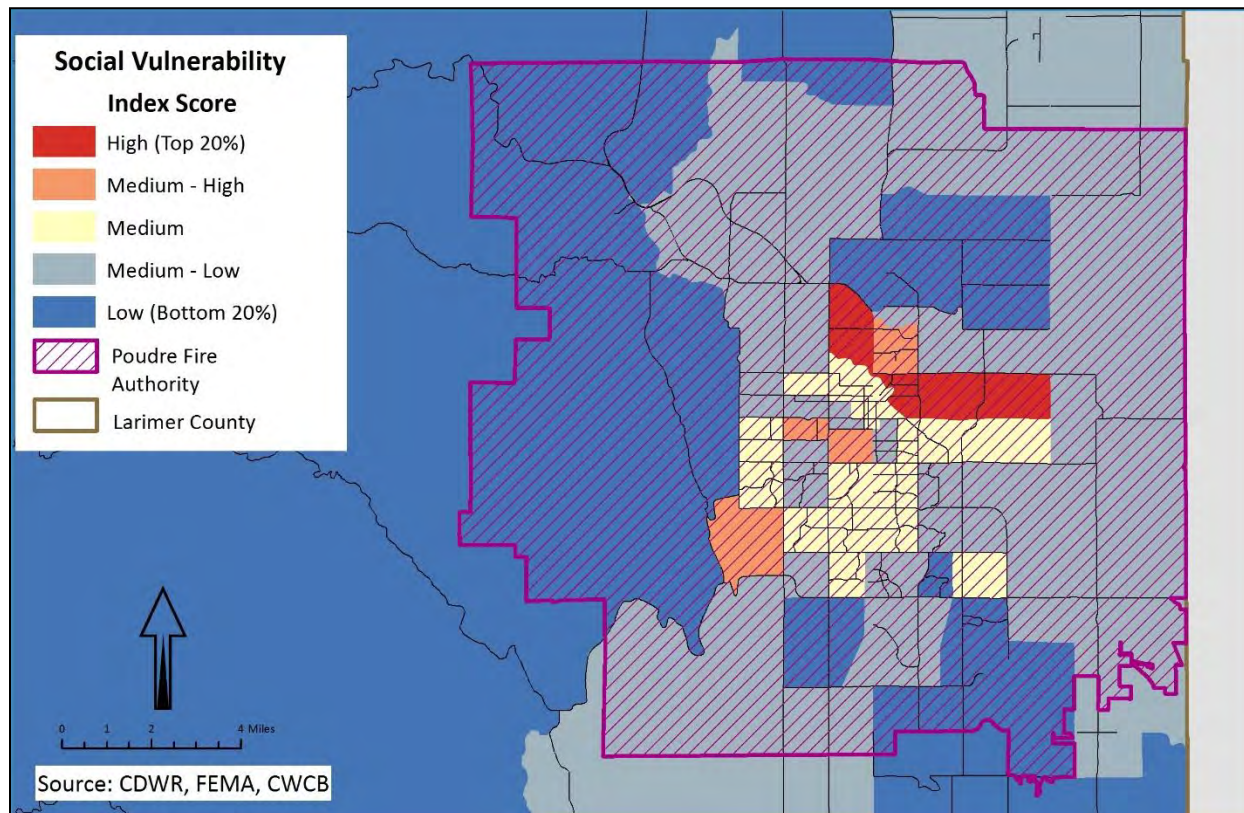 Social Vulnerability
Index Score
High (Top 20%)
Medium - High
Medium
Medium - Low
Low (Bottom 20%)
Poudre Fire
Authority
Larimer County
0 1 2 4 Miles
Source: CDWR, FEMA, CWCB